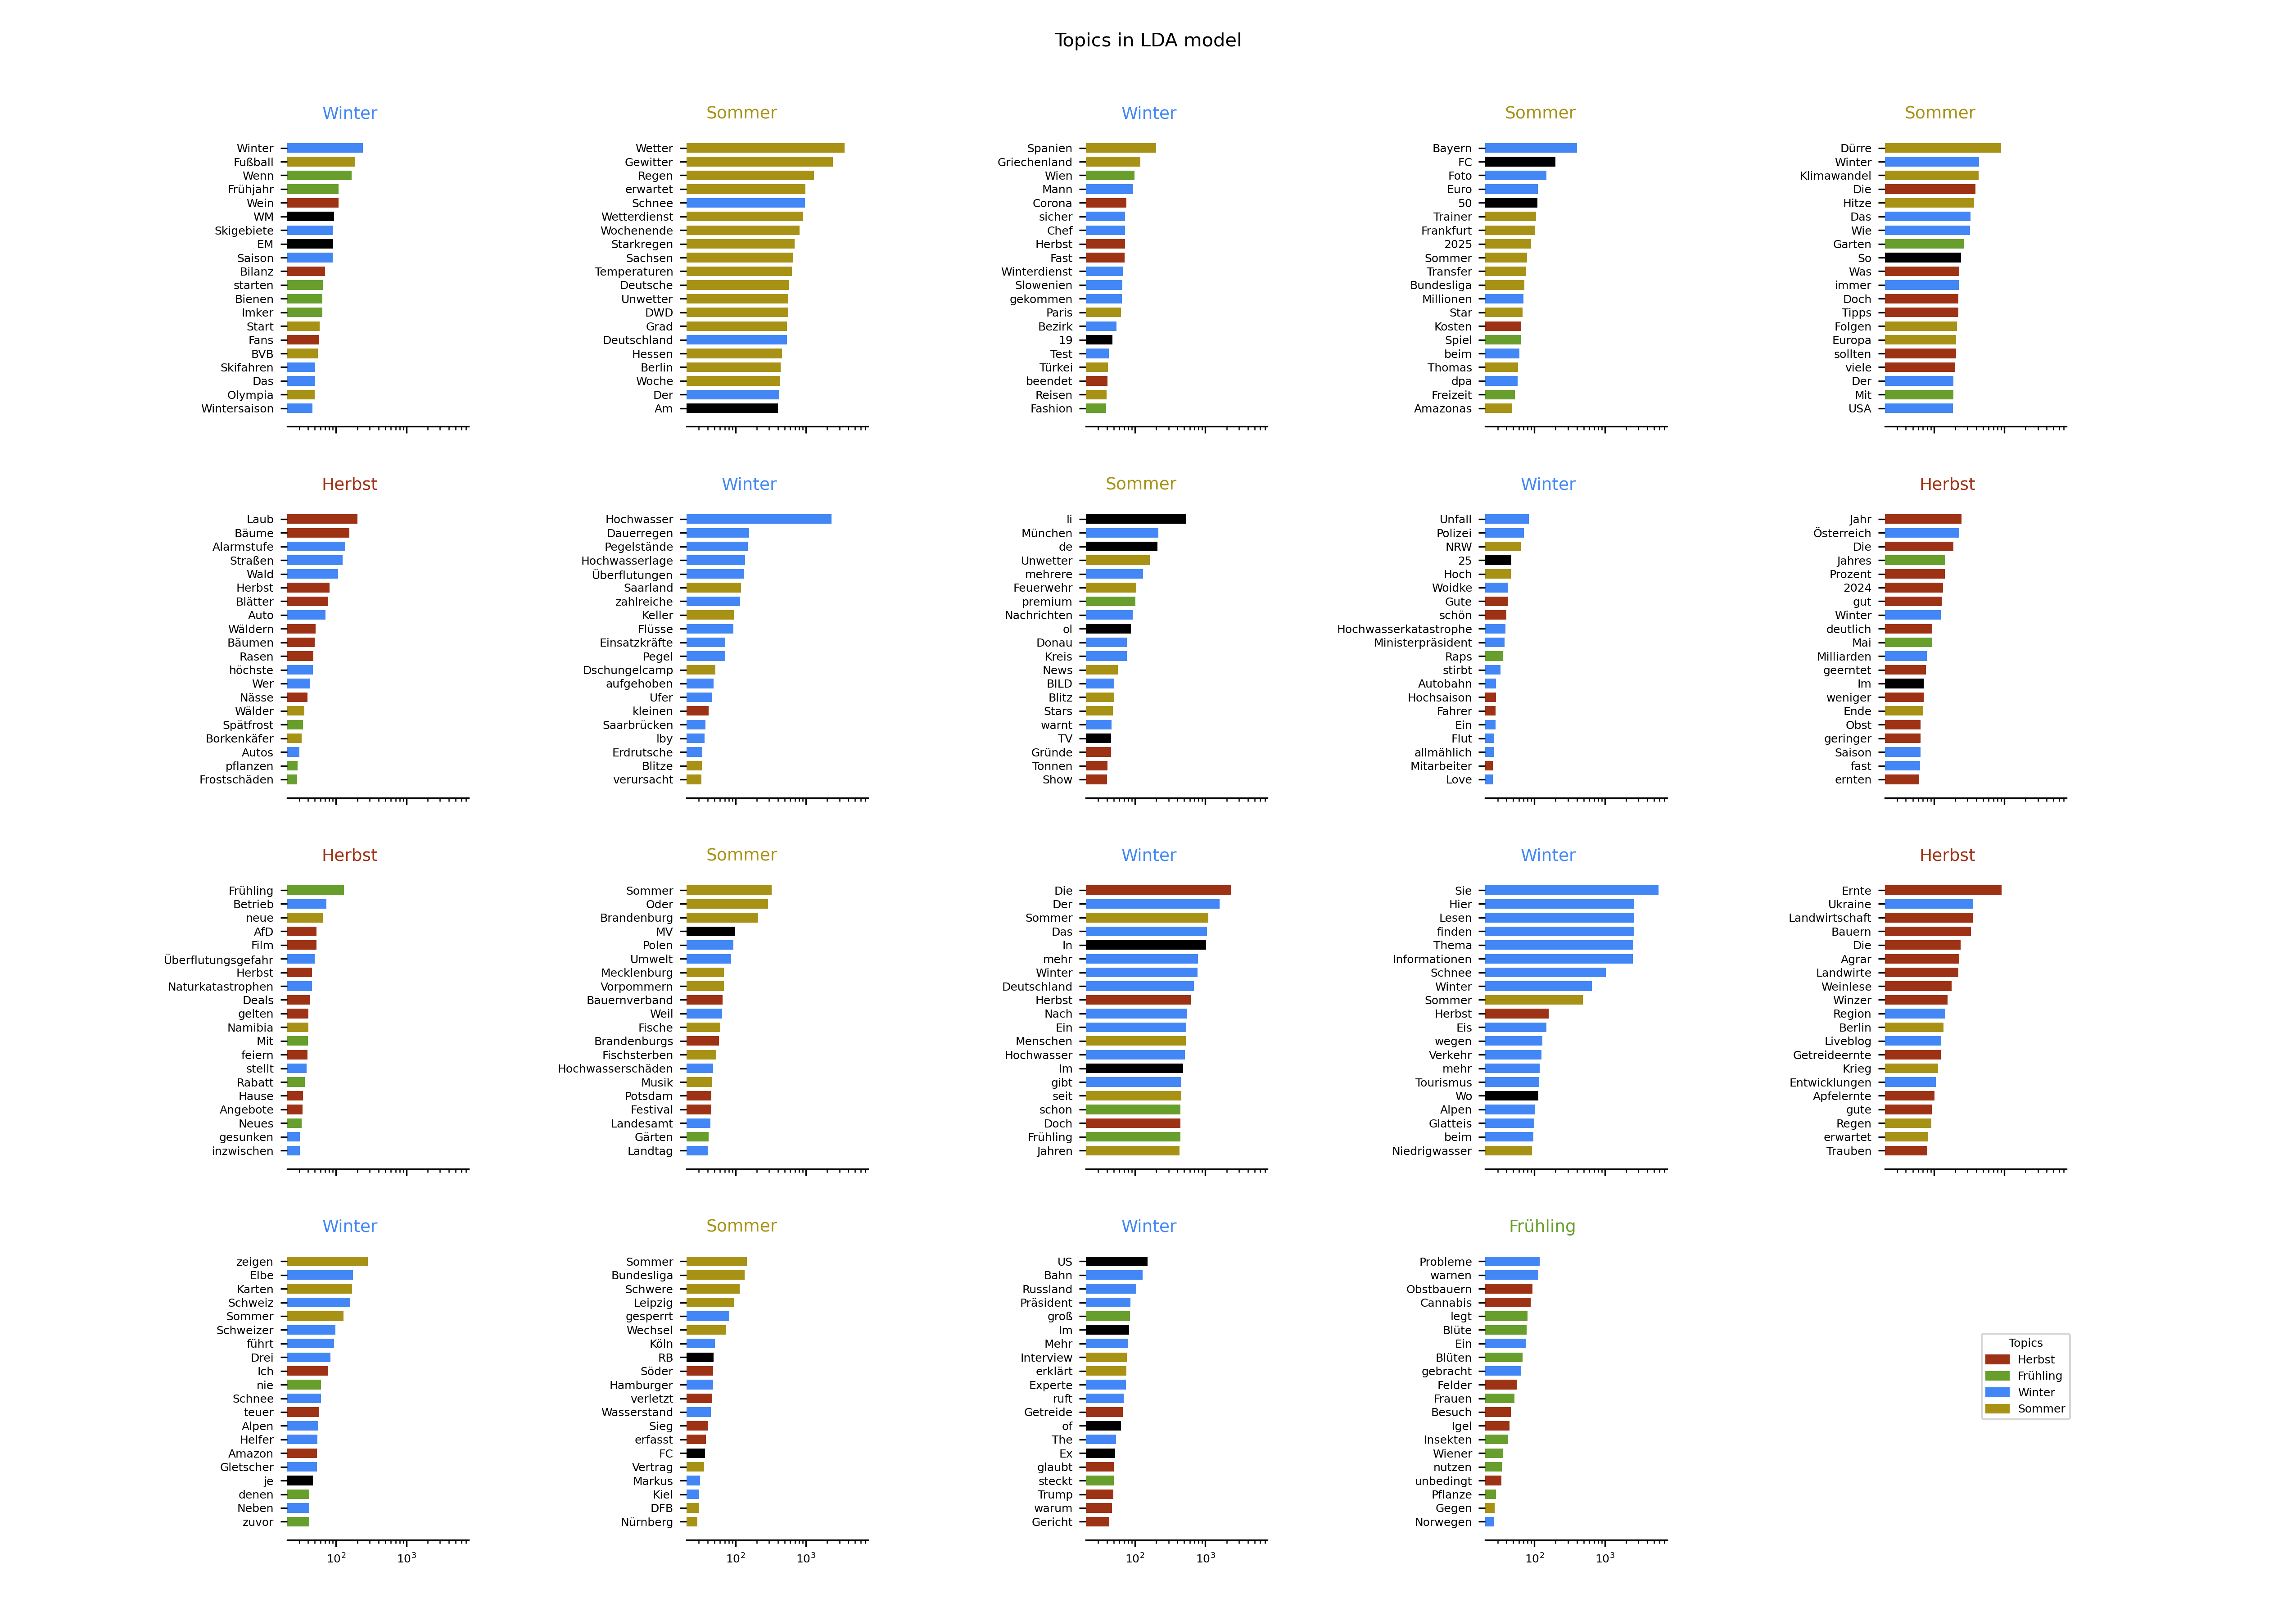 Topics in LDA model
Winter
Winter
Fußball
Wenn
Frühjahr
Wein
WM
Skigebiete
EM
Saison
Bilanz
starten
Bienen
Imker
Start
Fans
BVB
Skifahren
Das
Olympia
Wintersaison
Sommer
Wetter
Gewitter
Regen
erwartet
Schnee
Wetterdienst
Wochenende
Starkregen
Sachsen
Temperaturen
Deutsche
Unwetter
DWD
Grad
Deutschland
Hessen
Berlin
Woche
Der
Am
Winter
Spanien
Griechenland
Wien
Mann
Corona
sicher
Chef
Herbst
Fast
Winterdienst
Slowenien
gekommen
Paris
Bezirk
19
Test
Türkei
beendet
Reisen
Fashion
Sommer
Bayern
FC
Foto
Euro
50
Trainer
Frankfurt
2025
Sommer
Transfer
Bundesliga
Millionen
Star
Kosten
Spiel
beim
Thomas
dpa
Freizeit
Amazonas
Sommer
Dürre
Winter
Klimawandel
Die
Hitze
Das
Wie
Garten
So
Was
immer
Doch
Tipps
Folgen
Europa
sollten
viele
Der
Mit
USA
Herbst
Laub
Bäume
Alarmstufe
Straßen
Wald
Herbst
Blätter
Auto
Wäldern
Bäumen
Rasen
höchste
Wer
Nässe
Wälder
Spätfrost
Borkenkäfer
Autos
pflanzen
Frostschäden
Winter
Hochwasser
Dauerregen
Pegelstände
Hochwasserlage
Überflutungen
Saarland
zahlreiche
Keller
Flüsse
Einsatzkräfte
Pegel
Dschungelcamp
aufgehoben
Ufer
kleinen
Saarbrücken
lby
Erdrutsche
Blitze
verursacht
Sommer
li
München
de
Unwetter
mehrere
Feuerwehr
premium
Nachrichten
ol
Donau
Kreis
News
BILD
Blitz
Stars
warnt
TV
Gründe
Tonnen
Show
Winter
Unfall
Polizei
NRW
25
Hoch
Woidke
Gute
schön
Hochwasserkatastrophe
Ministerpräsident
Raps
stirbt
Autobahn
Hochsaison
Fahrer
Ein
Flut
allmählich
Mitarbeiter
Love
Herbst
Jahr
Österreich
Die
Jahres
Prozent
2024
gut
Winter
deutlich
Mai
Milliarden
geerntet
Im
weniger
Ende
Obst
geringer
Saison
fast
ernten
Herbst
Frühling
Betrieb
neue
AfD
Film
Überflutungsgefahr
Herbst
Naturkatastrophen
Deals
gelten
Namibia
Mit
feiern
stellt
Rabatt
Hause
Angebote
Neues
gesunken
inzwischen
Sommer
Sommer
Oder
Brandenburg
MV
Polen
Umwelt
Mecklenburg
Vorpommern
Bauernverband
Weil
Fische
Brandenburgs
Fischsterben
Hochwasserschäden
Musik
Potsdam
Festival
Landesamt
Gärten
Landtag
Winter
Die
Der
Sommer
Das
In
mehr
Winter
Deutschland
Herbst
Nach
Ein
Menschen
Hochwasser
Im
gibt
seit
schon
Doch
Frühling
Jahren
Winter
Sie
Hier
Lesen
finden
Thema
Informationen
Schnee
Winter
Sommer
Herbst
Eis
wegen
Verkehr
mehr
Tourismus
Wo
Alpen
Glatteis
beim
Niedrigwasser
Herbst
Ernte
Ukraine
Landwirtschaft
Bauern
Die
Agrar
Landwirte
Weinlese
Winzer
Region
Berlin
Liveblog
Getreideernte
Krieg
Entwicklungen
Apfelernte
gute
Regen
erwartet
Trauben
Winter
zeigen
Elbe
Karten
Schweiz
Sommer
Schweizer
führt
Drei
Ich
nie
Schnee
teuer
Alpen
Helfer
Amazon
Gletscher
je
denen
Neben
zuvor
10² 10³
Sommer
Sommer
Bundesliga
Schwere
Leipzig
gesperrt
Wechsel
Köln
RB
Söder
Hamburger
verletzt
Wasserstand
Sieg
erfasst
FC
Vertrag
Markus
Kiel
DFB
Nürnberg
10² 10³
Winter
US
Bahn
Russland
Präsident
groß
Im
Mehr
Interview
erklärt
Experte
ruft
Getreide
of
The
Ex
glaubt
steckt
Trump
warum
Gericht
10² 10³
Frühling
Probleme
warnen
Obstbauern
Cannabis
legt
Blüte
Ein
Blüten
gebracht
Felder
Frauen
Besuch
Igel
Insekten
Wiener
nutzen
unbedingt
Pflanze
Gegen
Norwegen
10² 10³
Topics
Herbst
Frühling
Winter
Sommer